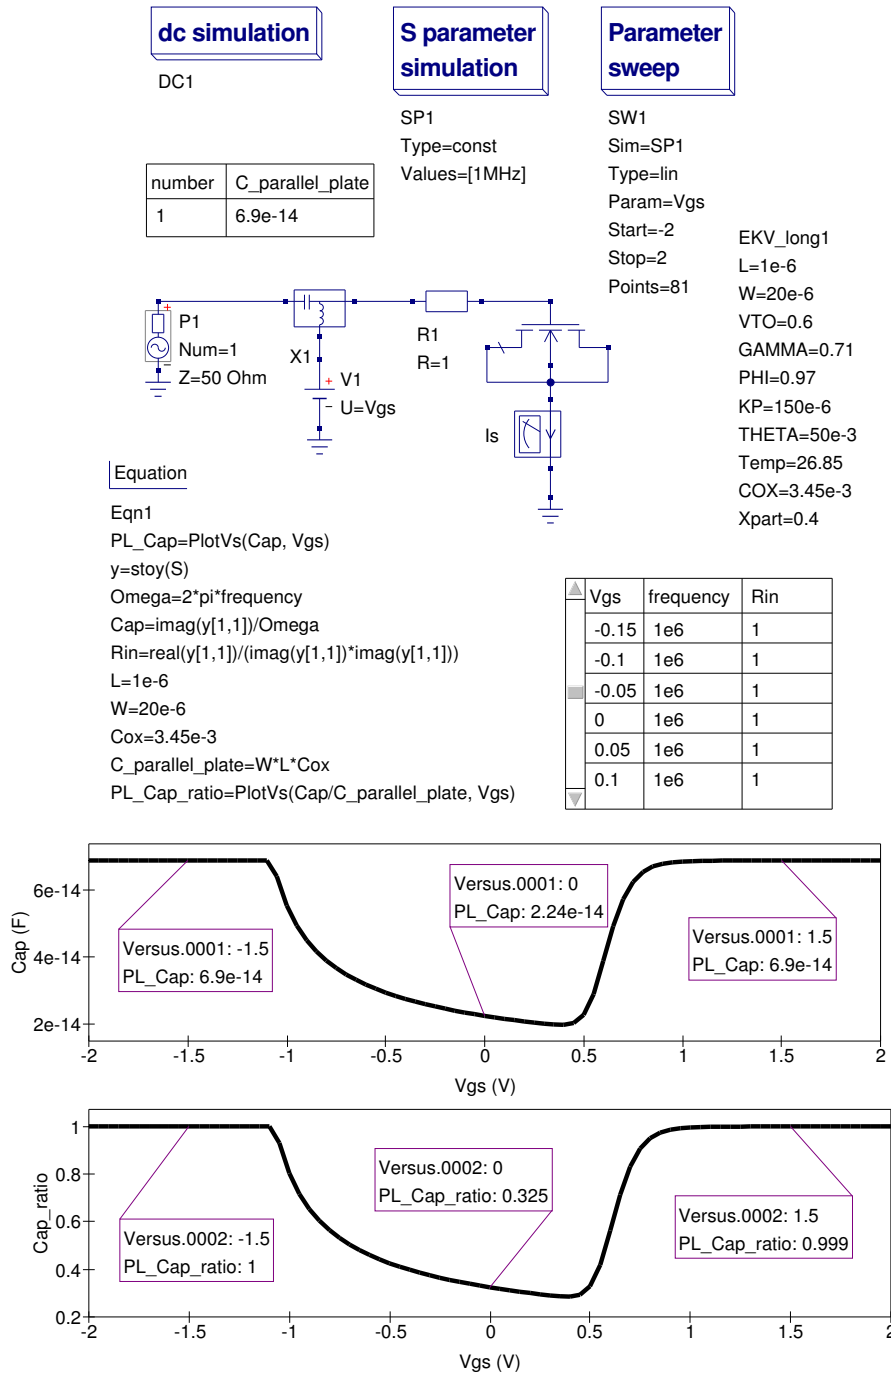 dc simulation
DC1
S parameter
simulation
SP1
Type=const
Values=[1MHz]
Parameter
sweep
SW1
Sim=SP1
Type=lin
Param=Vgs
Start=-2
Stop=2
Points=81
number C_parallel_plate
1 6.9e-14
EKV_long1
L=1e-6
W=20e-6
VTO=0.6
GAMMA=0.71
PHI=0.97
KP=150e-6
THETA=50e-3
Temp=26.85
COX=3.45e-3
Xpart=0.4
P1
Num=1
Z=50 Ohm
X1
V1
U=Vgs
R1
R=1
Is
Equation
Eqn1
PL_Cap=PlotVs(Cap, Vgs)
y=stoy(S)
Omega=2*pi*frequency
Cap=imag(y[1,1])/Omega
Rin=real(y[1,1])/(imag(y[1,1])*imag(y[1,1]))
L=1e-6
W=20e-6
Cox=3.45e-3
C_parallel_plate=W*L*Cox
PL_Cap_ratio=PlotVs(Cap/C_parallel_plate, Vgs)
Vgs frequency Rin
-0.15 1e6 1
-0.1 1e6 1
-0.05 1e6 1
0 1e6 1
0.05 1e6 1
0.1 1e6 1
Cap (F)
6e-14
4e-14
2e-14
Versus.0001: -1.5
PL_Cap: 6.9e-14
Versus.0001: 0
PL_Cap: 2.24e-14
Versus.0001: 1.5
PL_Cap: 6.9e-14
-2 -1.5 -1 -0.5 0 0.5 1 1.5 2
Vgs (V)
Cap_ratio
1
0.8
0.6
0.4
0.2
Versus.0002: -1.5
PL_Cap_ratio: 1
Versus.0002: 0
PL_Cap_ratio: 0.325
Versus.0002: 1.5
PL_Cap_ratio: 0.999
-2 -1.5 -1 -0.5 0 0.5 1 1.5 2
Vgs (V)